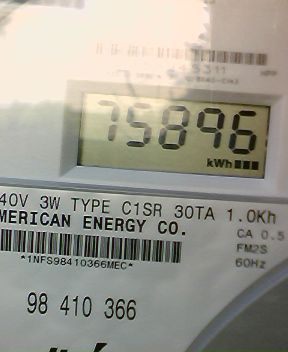 75896
kWh
40V 3W TYPE C1SR 30TA 1.0Kh
MERICAN ENERGY CO.
CA 0.5
FM2S
60Hz
*1NFS98410366MEC*
98 410 366